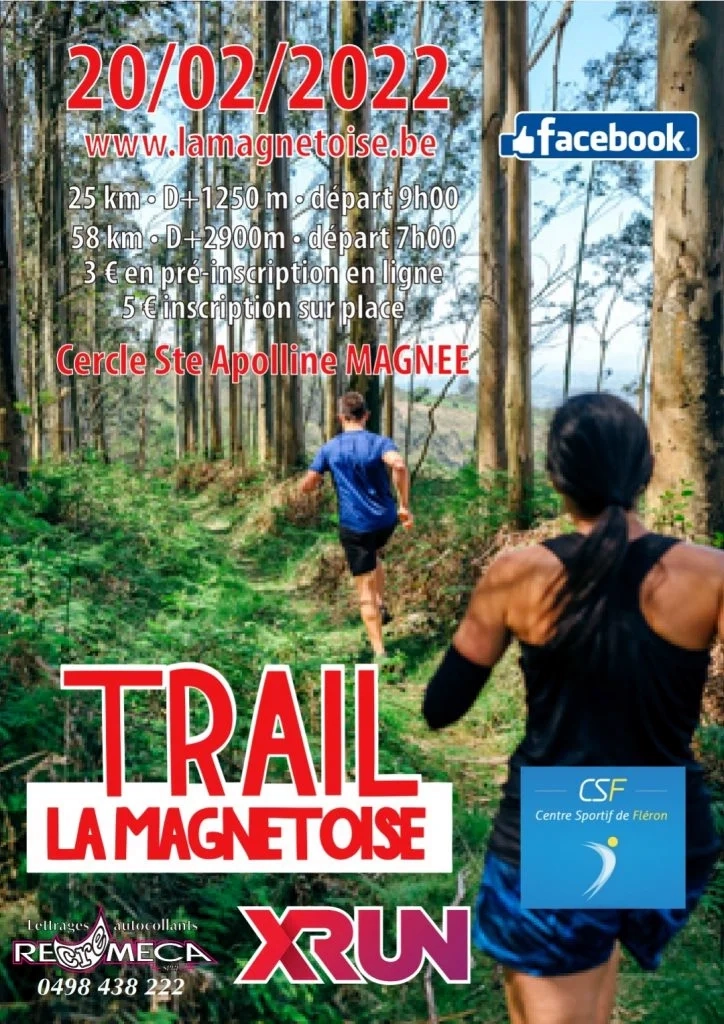 20/02/2022
www.lamagnetoise.be
facebook
25 km • D+1250 m • départ 9h00
58 km • D+2900m • départ 7h00
3 € en pré-inscription en ligne
5 € inscription sur place
Cercle Ste Apolline MAGNEE
TRAIL
LA MAGNETOISE
CSF
Centre Sportif de Fléron
Lettrages autocollants
RECreMECA
sprl
0498 438 222
XRUN